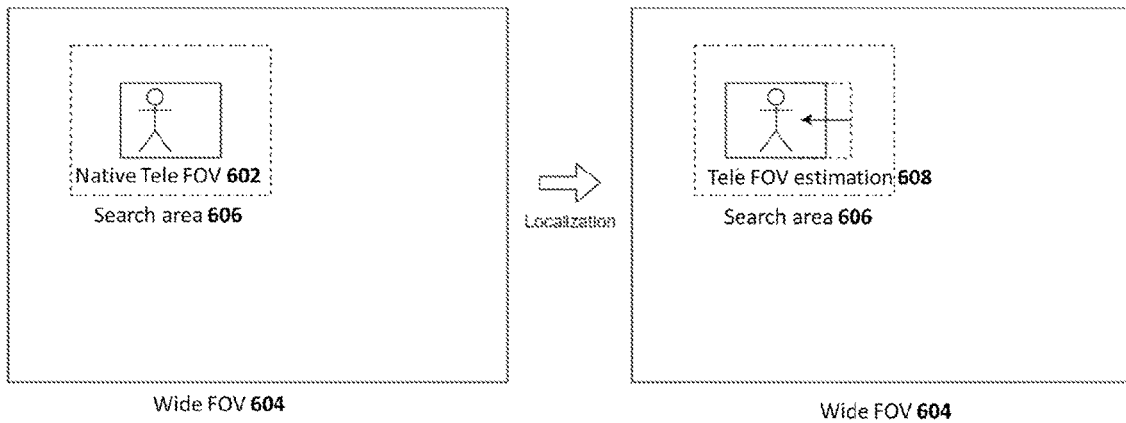 Native Tele FOV 602
Search area 606
Wide FOV 604
Localization
Tele FOV estimation 608
Search area 606
Wide FOV 604